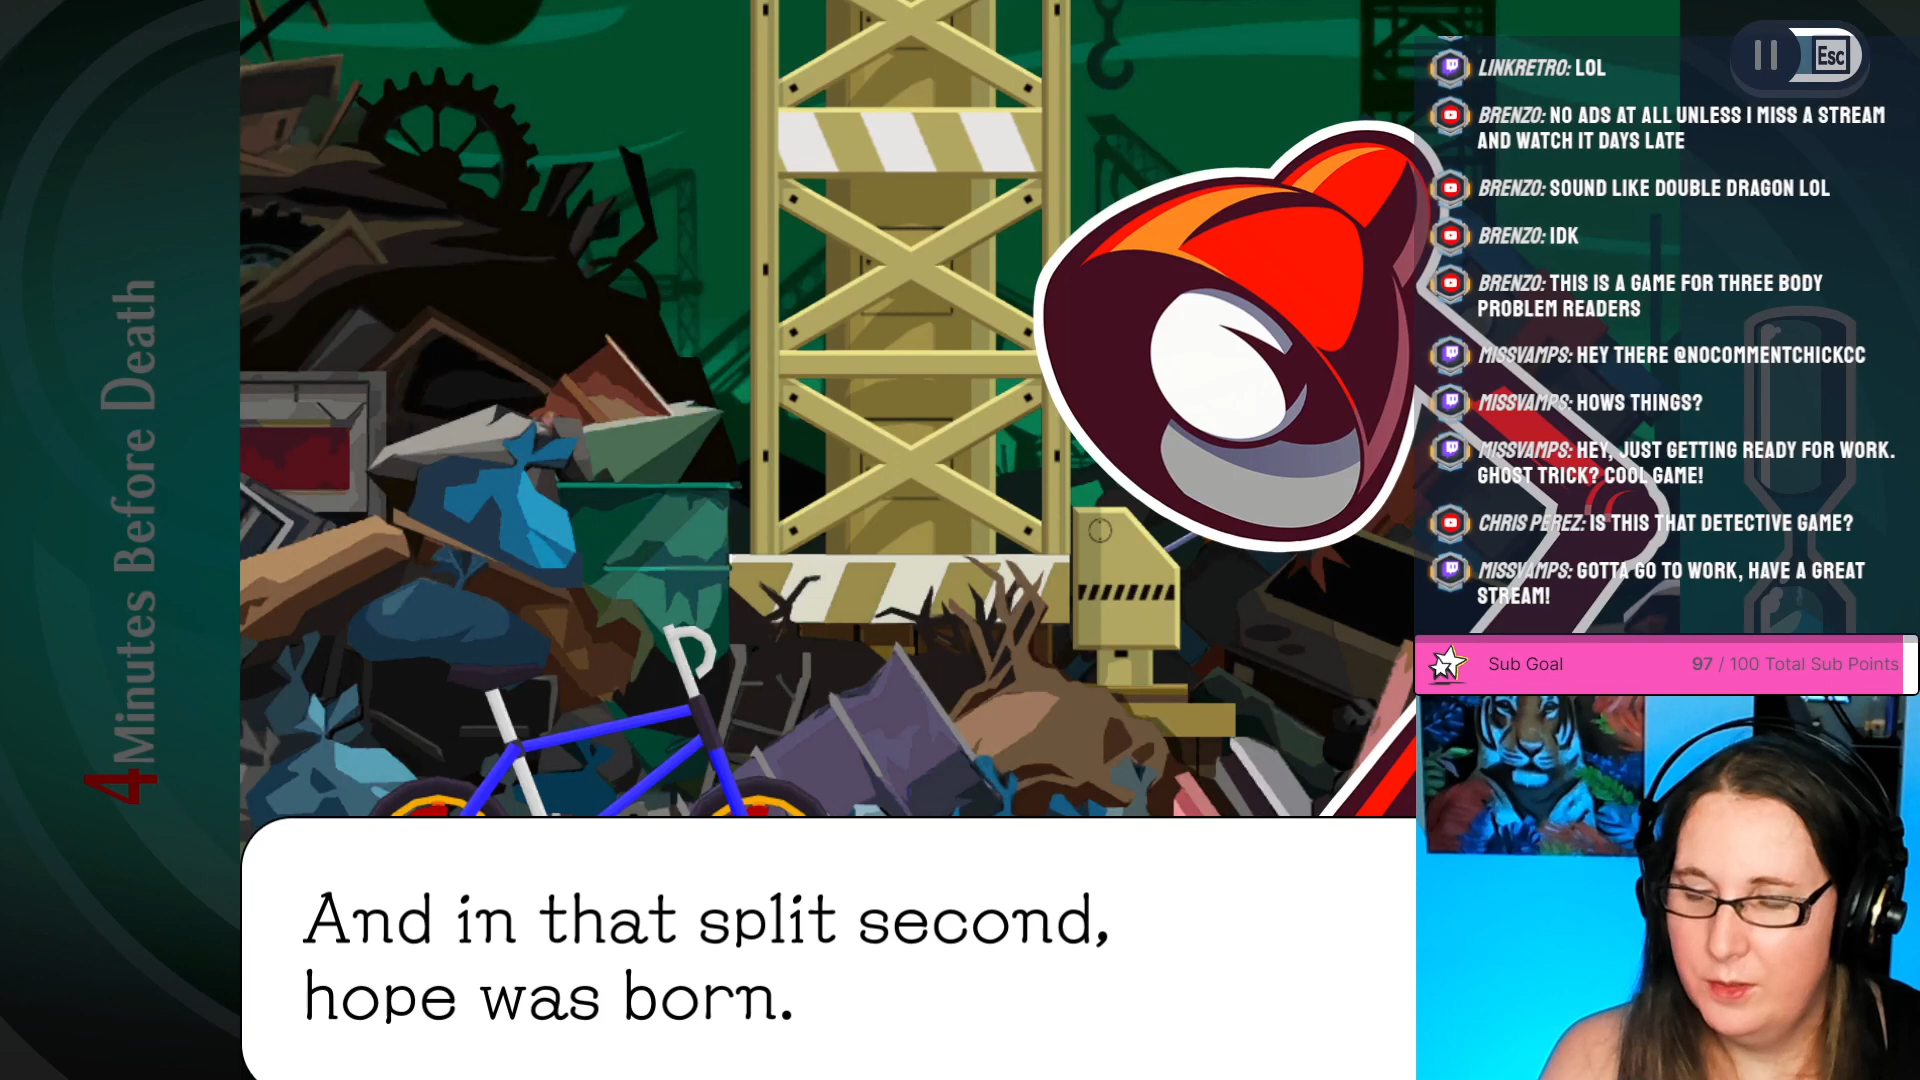 4 Minutes Before Death
Esc
LINKRETRO: LOL
BRENZO: NO ADS AT ALL UNLESS I MISS A STREAM
AND WATCH IT DAYS LATE
BRENZO: SOUND LIKE DOUBLE DRAGON LOL
BRENZO: IDK
BRENZO: THIS IS A GAME FOR THREE BODY
PROBLEM READERS
MISSVAMPS: HEY THERE @NOCOMMENTCHICKCC
MISSVAMPS: HOWS THINGS?
MISSVAMPS: HEY, JUST GETTING READY FOR WORK.
GHOST TRICK? COOL GAME!
CHRIS PEREZ: IS THIS THAT DETECTIVE GAME?
MISSVAMPS: GOTTA GO TO WORK, HAVE A GREAT
STREAM!
Sub Goal 97 / 100 Total Sub Points
And in that split second,
hope was born.